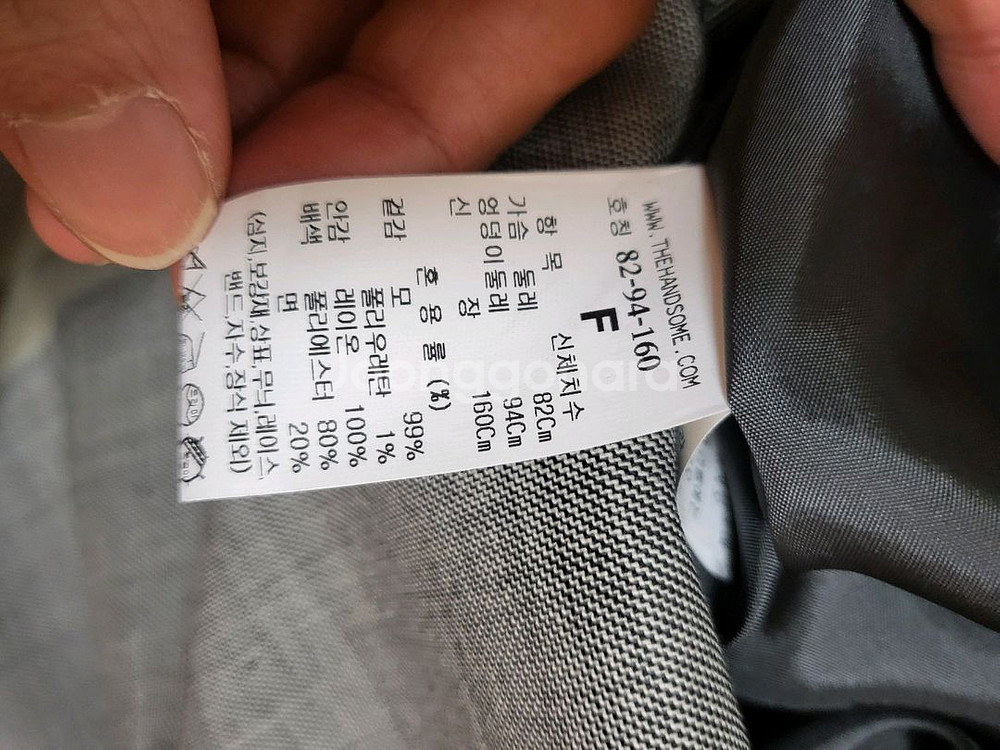 WWW.THEHANDSOME.COM
호칭 82-94-160
F
항 목 신체치수
가슴 둘레 82Cm
엉덩이둘레 94Cm
신 장 160Cm
혼 용 률 (%)
겉감 모 99%
폴리우레탄 1%
안감 레이온 100%
배색 폴리에스터 80%
면 20%
(심지,보강재,상표,무늬,레이스,
밴드,자수,장식 제외)
Joonggonara